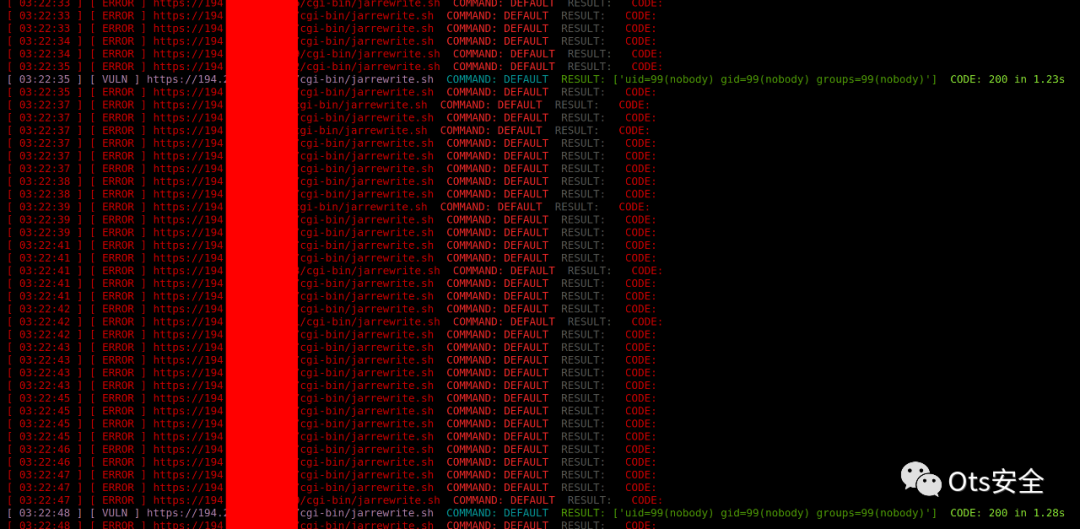 [ 03:22:33 ] [ ERROR ] https://194 /cgi-bin/jarrewrite.sh COMMAND: DEFAULT RESULT: CODE:
[ 03:22:33 ] [ ERROR ] https://194 /cgi-bin/jarrewrite.sh COMMAND: DEFAULT RESULT: CODE:
[ 03:22:33 ] [ ERROR ] https://194 /cgi-bin/jarrewrite.sh COMMAND: DEFAULT RESULT: CODE:
[ 03:22:34 ] [ ERROR ] https://194 /cgi-bin/jarrewrite.sh COMMAND: DEFAULT RESULT: CODE:
[ 03:22:34 ] [ ERROR ] https://194 /cgi-bin/jarrewrite.sh COMMAND: DEFAULT RESULT: CODE:
[ 03:22:35 ] [ ERROR ] https://194 /cgi-bin/jarrewrite.sh COMMAND: DEFAULT RESULT: CODE:
[ 03:22:35 ] [ VULN ] https://194. /cgi-bin/jarrewrite.sh COMMAND: DEFAULT RESULT: ['uid=99(nobody) gid=99(nobody) groups=99(nobody)'] CODE: 200 in 1.23s
[ 03:22:35 ] [ ERROR ] https://194 /cgi-bin/jarrewrite.sh COMMAND: DEFAULT RESULT: CODE:
[ 03:22:37 ] [ ERROR ] https://194 gi-bin/jarrewrite.sh COMMAND: DEFAULT RESULT: CODE:
[ 03:22:37 ] [ ERROR ] https://194 /cgi-bin/jarrewrite.sh COMMAND: DEFAULT RESULT: CODE:
[ 03:22:37 ] [ ERROR ] https://194 gi-bin/jarrewrite.sh COMMAND: DEFAULT RESULT: CODE:
[ 03:22:37 ] [ ERROR ] https://194 /cgi-bin/jarrewrite.sh COMMAND: DEFAULT RESULT: CODE:
[ 03:22:37 ] [ ERROR ] https://194 /cgi-bin/jarrewrite.sh COMMAND: DEFAULT RESULT: CODE:
[ 03:22:37 ] [ ERROR ] https://194 /cgi-bin/jarrewrite.sh COMMAND: DEFAULT RESULT: CODE:
[ 03:22:38 ] [ ERROR ] https://194 /cgi-bin/jarrewrite.sh COMMAND: DEFAULT RESULT: CODE:
[ 03:22:38 ] [ ERROR ] https://194 /cgi-bin/jarrewrite.sh COMMAND: DEFAULT RESULT: CODE:
[ 03:22:39 ] [ ERROR ] https://194 gi-bin/jarrewrite.sh COMMAND: DEFAULT RESULT: CODE:
[ 03:22:39 ] [ ERROR ] https://194 /cgi-bin/jarrewrite.sh COMMAND: DEFAULT RESULT: CODE:
[ 03:22:39 ] [ ERROR ] https://194 /cgi-bin/jarrewrite.sh COMMAND: DEFAULT RESULT: CODE:
[ 03:22:41 ] [ ERROR ] https://194 /cgi-bin/jarrewrite.sh COMMAND: DEFAULT RESULT: CODE:
[ 03:22:41 ] [ ERROR ] https://194 /cgi-bin/jarrewrite.sh COMMAND: DEFAULT RESULT: CODE:
[ 03:22:41 ] [ ERROR ] https://194 /cgi-bin/jarrewrite.sh COMMAND: DEFAULT RESULT: CODE:
[ 03:22:41 ] [ ERROR ] https://194 /cgi-bin/jarrewrite.sh COMMAND: DEFAULT RESULT: CODE:
[ 03:22:41 ] [ ERROR ] https://194 /cgi-bin/jarrewrite.sh COMMAND: DEFAULT RESULT: CODE:
[ 03:22:42 ] [ ERROR ] https://194 /cgi-bin/jarrewrite.sh COMMAND: DEFAULT RESULT: CODE:
[ 03:22:42 ] [ ERROR ] https://194 /cgi-bin/jarrewrite.sh COMMAND: DEFAULT RESULT: CODE:
[ 03:22:42 ] [ ERROR ] https://194 /cgi-bin/jarrewrite.sh COMMAND: DEFAULT RESULT: CODE:
[ 03:22:43 ] [ ERROR ] https://194 /cgi-bin/jarrewrite.sh COMMAND: DEFAULT RESULT: CODE:
[ 03:22:43 ] [ ERROR ] https://194 /cgi-bin/jarrewrite.sh COMMAND: DEFAULT RESULT: CODE:
[ 03:22:43 ] [ ERROR ] https://194 /cgi-bin/jarrewrite.sh COMMAND: DEFAULT RESULT: CODE:
[ 03:22:43 ] [ ERROR ] https://194 /cgi-bin/jarrewrite.sh COMMAND: DEFAULT RESULT: CODE:
[ 03:22:45 ] [ ERROR ] https://194 /cgi-bin/jarrewrite.sh COMMAND: DEFAULT RESULT: CODE:
[ 03:22:45 ] [ ERROR ] https://194 /cgi-bin/jarrewrite.sh COMMAND: DEFAULT RESULT: CODE:
[ 03:22:45 ] [ ERROR ] https://194 /cgi-bin/jarrewrite.sh COMMAND: DEFAULT RESULT: CODE:
[ 03:22:45 ] [ ERROR ] https://194 /cgi-bin/jarrewrite.sh COMMAND: DEFAULT RESULT: CODE:
[ 03:22:46 ] [ ERROR ] https://194 /cgi-bin/jarrewrite.sh COMMAND: DEFAULT RESULT: CODE:
[ 03:22:46 ] [ ERROR ] https://194 /cgi-bin/jarrewrite.sh COMMAND: DEFAULT RESULT: CODE:
[ 03:22:47 ] [ ERROR ] https://194 /cgi-bin/jarrewrite.sh COMMAND: DEFAULT RESULT: CODE:
[ 03:22:47 ] [ ERROR ] https://194 /cgi-bin/jarrewrite.sh COMMAND: DEFAULT RESULT: CODE:
[ 03:22:47 ] [ ERROR ] https://194 /cgi-bin/jarrewrite.sh COMMAND: DEFAULT RESULT: CODE:
[ 03:22:48 ] [ VULN ] https://194. /cgi-bin/jarrewrite.sh COMMAND: DEFAULT RESULT: ['uid=99(nobody) gid=99(nobody) groups=99(nobody)'] CODE: 200 in 1.28s
[ 03:22:48 ] [ ERROR ] https://194 /cgi-bin/jarrewrite.sh COMMAND: DEFAULT RESULT: CODE:
Ots安全